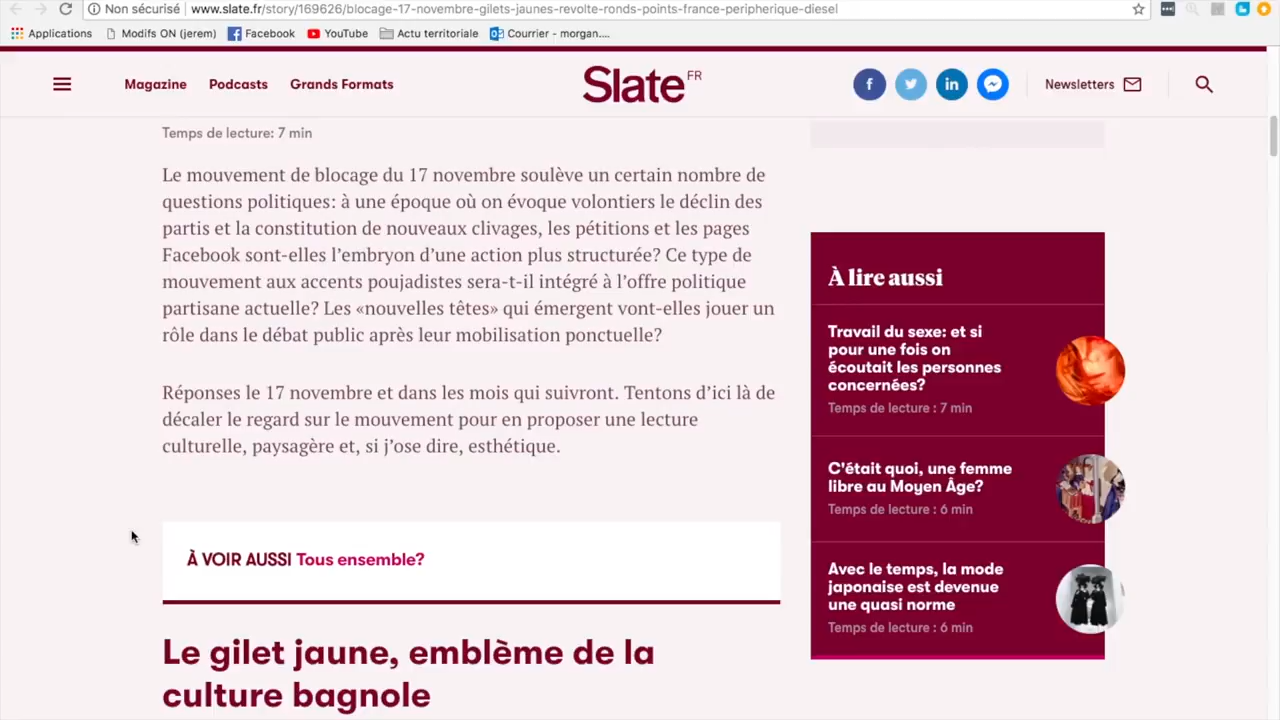 Non sécurisé
www.slate.fr/story/169626/blocage-17-novembre-gilets-jaunes-revolte-ronds-points-france-peripherique-diesel
Applications
Modifs ON (jerem)
Facebook
YouTube
Actu territoriale
Courrier - morgan....
Magazine
Podcasts
Grands Formats
Slate FR
Newsletters
Temps de lecture: 7 min
Le mouvement de blocage du 17 novembre soulève un certain nombre de
questions politiques: à une époque où on évoque volontiers le déclin des
partis et la constitution de nouveaux clivages, les pétitions et les pages
Facebook sont-elles l’embryon d’une action plus structurée? Ce type de
mouvement aux accents poujadistes sera-t-il intégré à l’offre politique
partisane actuelle? Les «nouvelles têtes» qui émergent vont-elles jouer un
rôle dans le débat public après leur mobilisation ponctuelle?
Réponses le 17 novembre et dans les mois qui suivront. Tentons d’ici là de
décaler le regard sur le mouvement pour en proposer une lecture
culturelle, paysagère et, si j’ose dire, esthétique.
À VOIR AUSSI Tous ensemble?
Le gilet jaune, emblème de la
culture bagnole
À lire aussi
Travail du sexe: et si
pour une fois on
écoutait les personnes
concernées?
Temps de lecture : 7 min
C'était quoi, une femme
libre au Moyen Âge?
Temps de lecture : 6 min
Avec le temps, la mode
japonaise est devenue
une quasi norme
Temps de lecture : 6 min